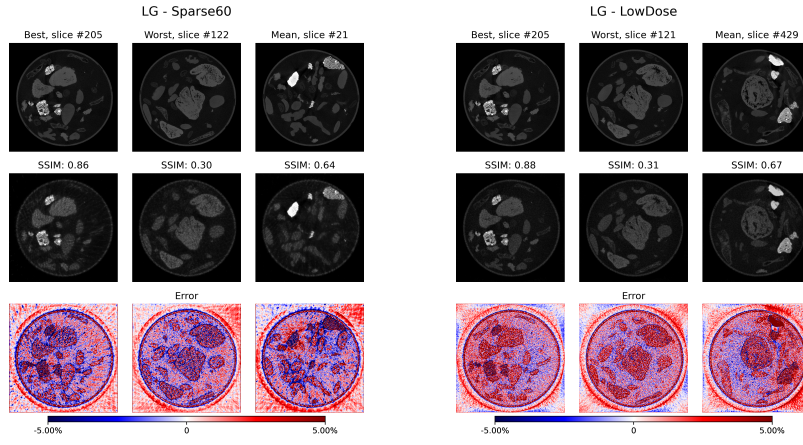 LG - Sparse60
Best, slice #205 Worst, slice #122 Mean, slice #21
SSIM: 0.86 SSIM: 0.30 SSIM: 0.64
Error
-5.00% 0 5.00%
LG - LowDose
Best, slice #205 Worst, slice #121 Mean, slice #429
SSIM: 0.88 SSIM: 0.31 SSIM: 0.67
Error
-5.00% 0 5.00%